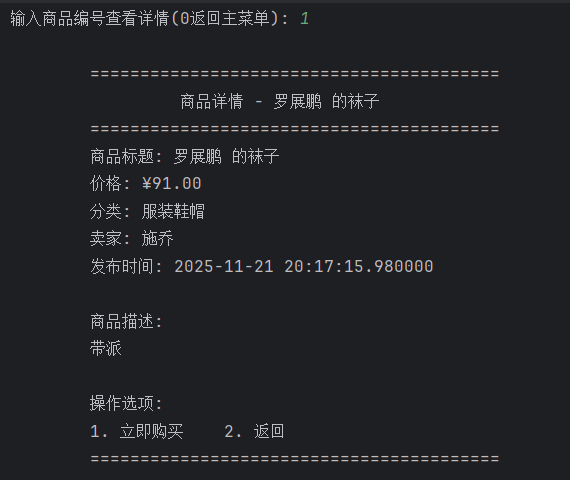 输入商品编号查看详情(0返回主菜单): 1
=========================================
商品详情 - 罗展鹏 的袜子
=========================================
商品标题: 罗展鹏 的袜子
价格: ¥91.00
分类: 服装鞋帽
卖家: 施乔
发布时间: 2025-11-21 20:17:15.980000
商品描述:
带派
操作选项:
1. 立即购买    2. 返回
=========================================